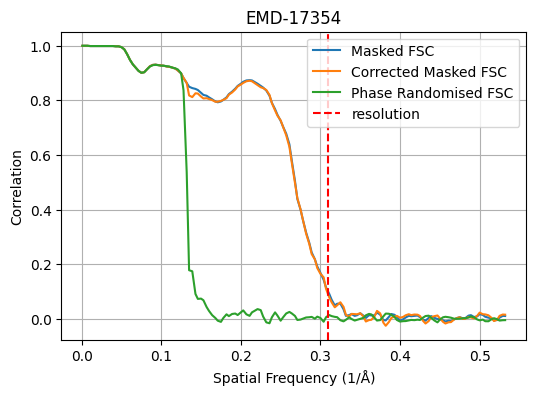 EMD-17354
Masked FSC
Corrected Masked FSC
Phase Randomised FSC
resolution
Correlation
1.0
0.8
0.6
0.4
0.2
0.0
0.0 0.1 0.2 0.3 0.4 0.5
Spatial Frequency (1/Å)